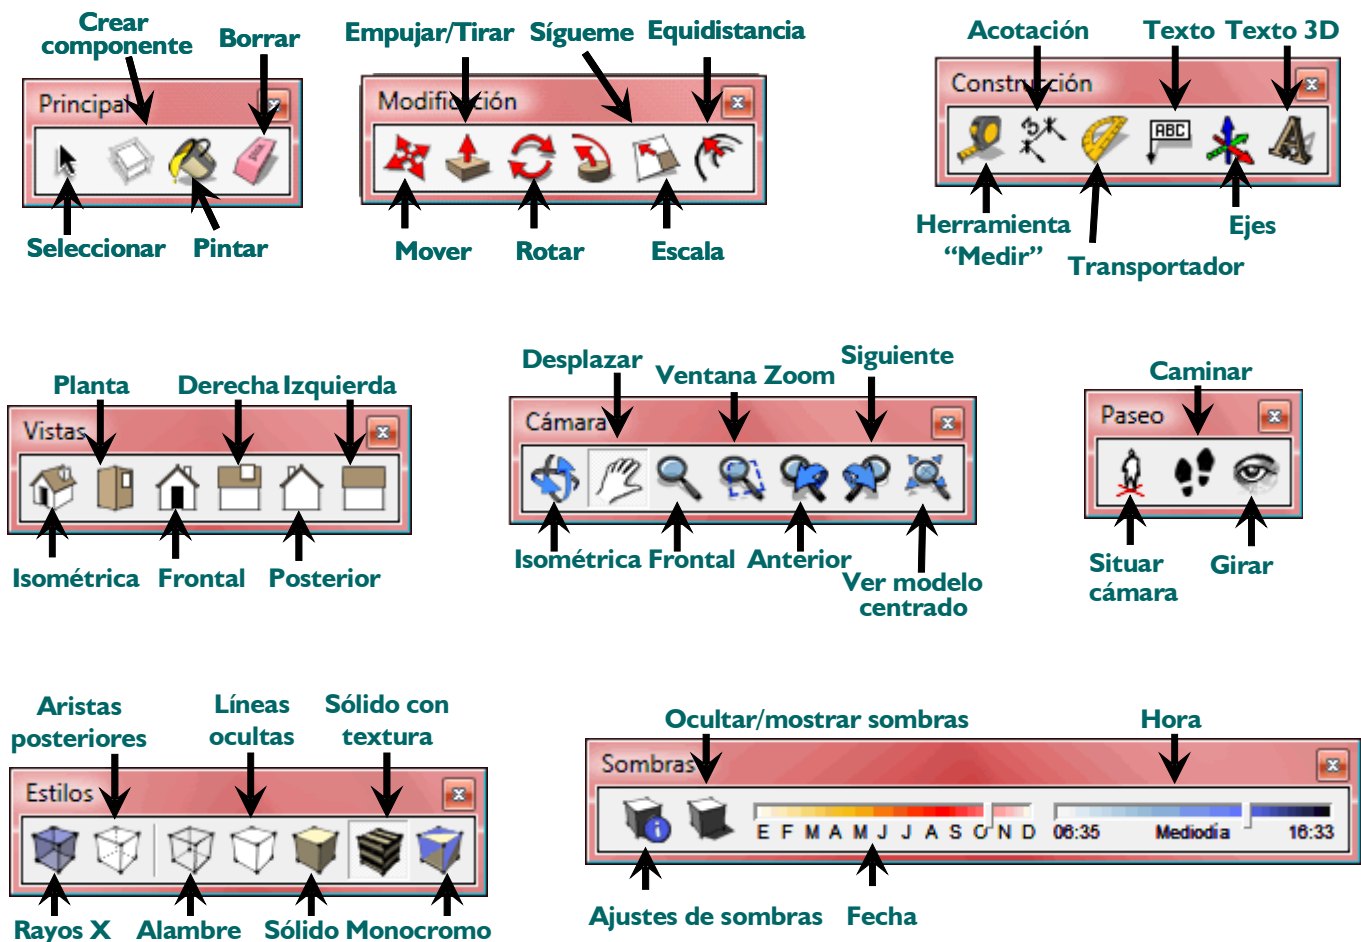 Crear
componente
Borrar
Principal
Seleccionar
Pintar
Empujar/Tirar
Sígueme
Equidistancia
Modificación
Mover
Rotar
Escala
Acotación
Texto
Texto 3D
Construcción
ABC
A
Herramienta
“Medir”
Transportador
Ejes
Planta
Derecha
Izquierda
Vistas
Isométrica
Frontal
Posterior
Desplazar
Ventana Zoom
Siguiente
Cámara
Isométrica
Frontal
Anterior
Ver modelo
centrado
Caminar
Paseo
Situar
cámara
Girar
Aristas
posteriores
Líneas
ocultas
Sólido con
textura
Estilos
Rayos X
Alambre
Sólido
Monocromo
Ocultar/mostrar sombras
Hora
Sombras
i
E F M A M J J A S O N D
06:35 Mediodía 16:33
Ajustes de sombras
Fecha